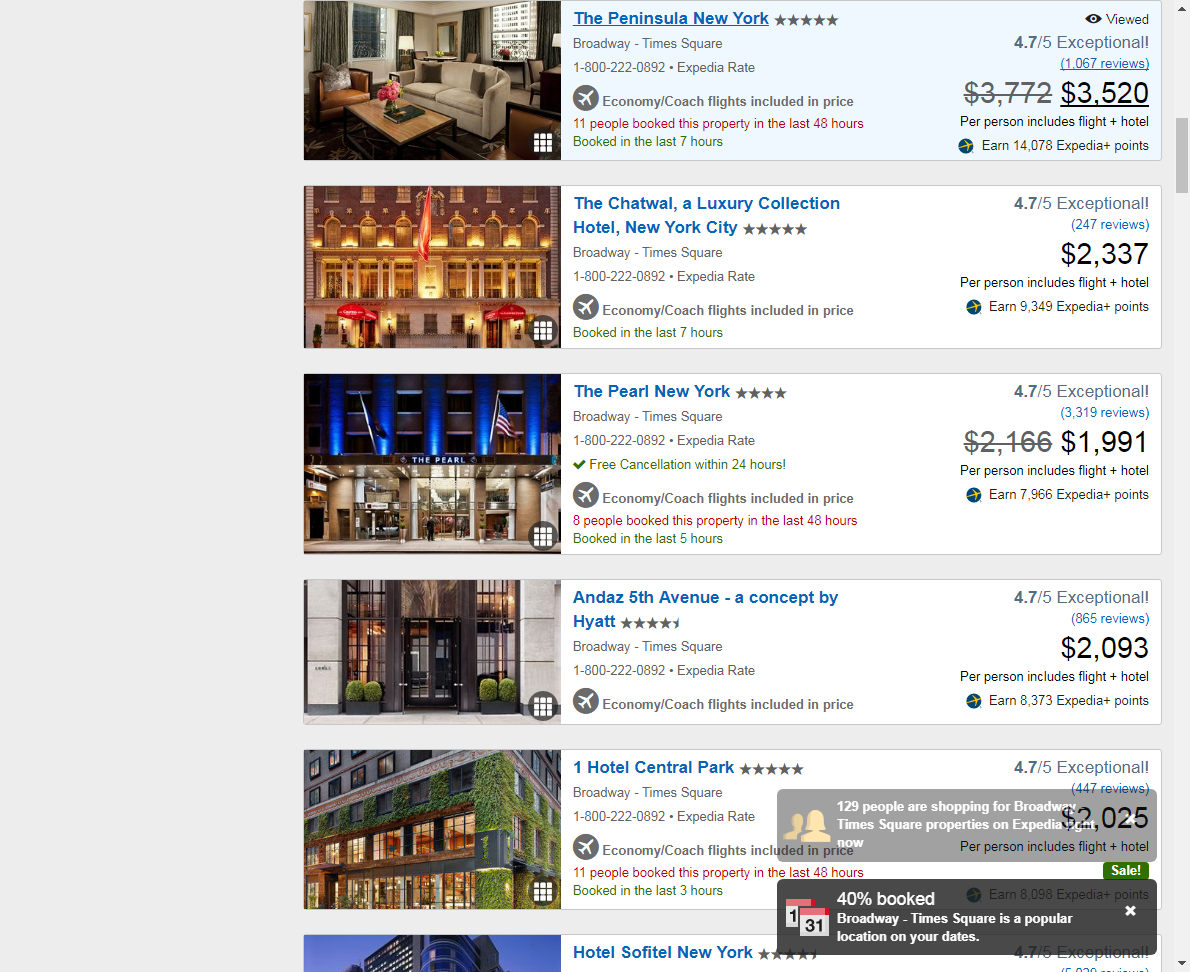 The Peninsula New York
Viewed
Broadway - Times Square
4.7/5 Exceptional!
1-800-222-0892 • Expedia Rate
(1,067 reviews)
$3,772 $3,520
Economy/Coach flights included in price
Per person includes flight + hotel
11 people booked this property in the last 48 hours
Booked in the last 7 hours
Earn 14,078 Expedia+ points
The Chatwal, a Luxury Collection
Hotel, New York City
4.7/5 Exceptional!
(247 reviews)
Broadway - Times Square
$2,337
1-800-222-0892 • Expedia Rate
Per person includes flight + hotel
Economy/Coach flights included in price
Earn 9,349 Expedia+ points
Booked in the last 7 hours
The Pearl New York
4.7/5 Exceptional!
Broadway - Times Square
(3,319 reviews)
1-800-222-0892 • Expedia Rate
$2,166 $1,991
Free Cancellation within 24 hours!
Per person includes flight + hotel
THE PEARL
Economy/Coach flights included in price
Earn 7,966 Expedia+ points
8 people booked this property in the last 48 hours
Booked in the last 5 hours
Andaz 5th Avenue - a concept by
Hyatt
4.7/5 Exceptional!
(865 reviews)
Broadway - Times Square
$2,093
1-800-222-0892 • Expedia Rate
Per person includes flight + hotel
Economy/Coach flights included in price
Earn 8,373 Expedia+ points
1 Hotel Central Park
4.7/5 Exceptional!
Broadway - Times Square
(447 reviews)
1-800-222-0892 • Expedia Rate
$2,025
129 people are shopping for Broadway
Times Square properties on Expedia right
now
Economy/Coach flights included in price
Per person includes flight + hotel
11 people booked this property in the last 48 hours
Sale!
Booked in the last 3 hours
Earn 8,098 Expedia+ points
1 31
40% booked
Broadway - Times Square is a popular
location on your dates.
Hotel Sofitel New York
4.7/5 Exceptional!